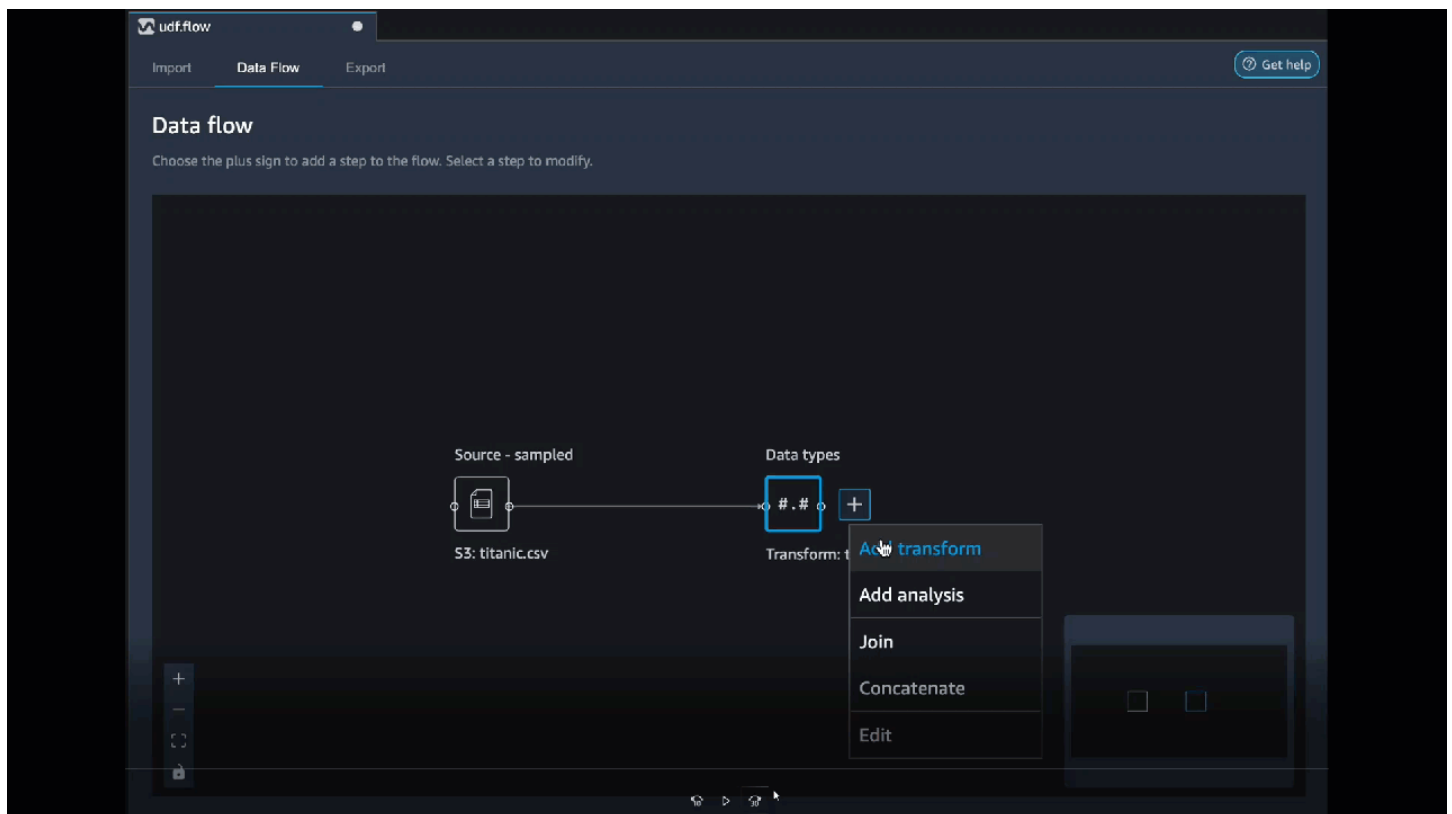 udf.flow
Import Data Flow Export
Get help
Data flow
Choose the plus sign to add a step to the flow. Select a step to modify.
Source - sampled
Data types
#.#
S3: titanic.csv
Transform: t
Add transform
Add analysis
Join
Concatenate
Edit